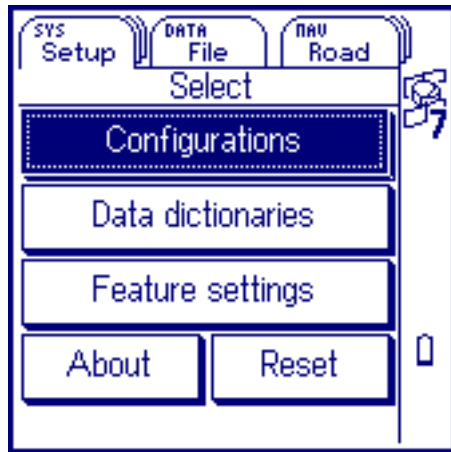 SYS DATA NAV
Setup File Road
Select
Configurations
7
Data dictionaries
Feature settings
About Reset